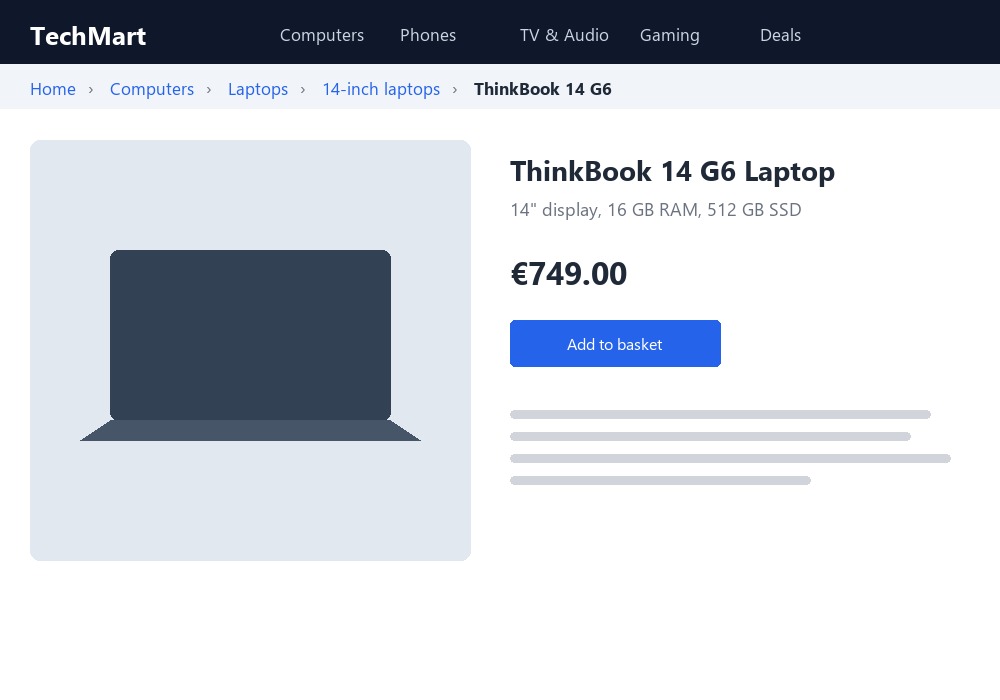 TechMart Computers Phones TV & Audio Gaming Deals
Home › Computers › Laptops › 14-inch laptops › ThinkBook 14 G6
ThinkBook 14 G6 Laptop
14" display, 16 GB RAM, 512 GB SSD
€749.00
Add to basket